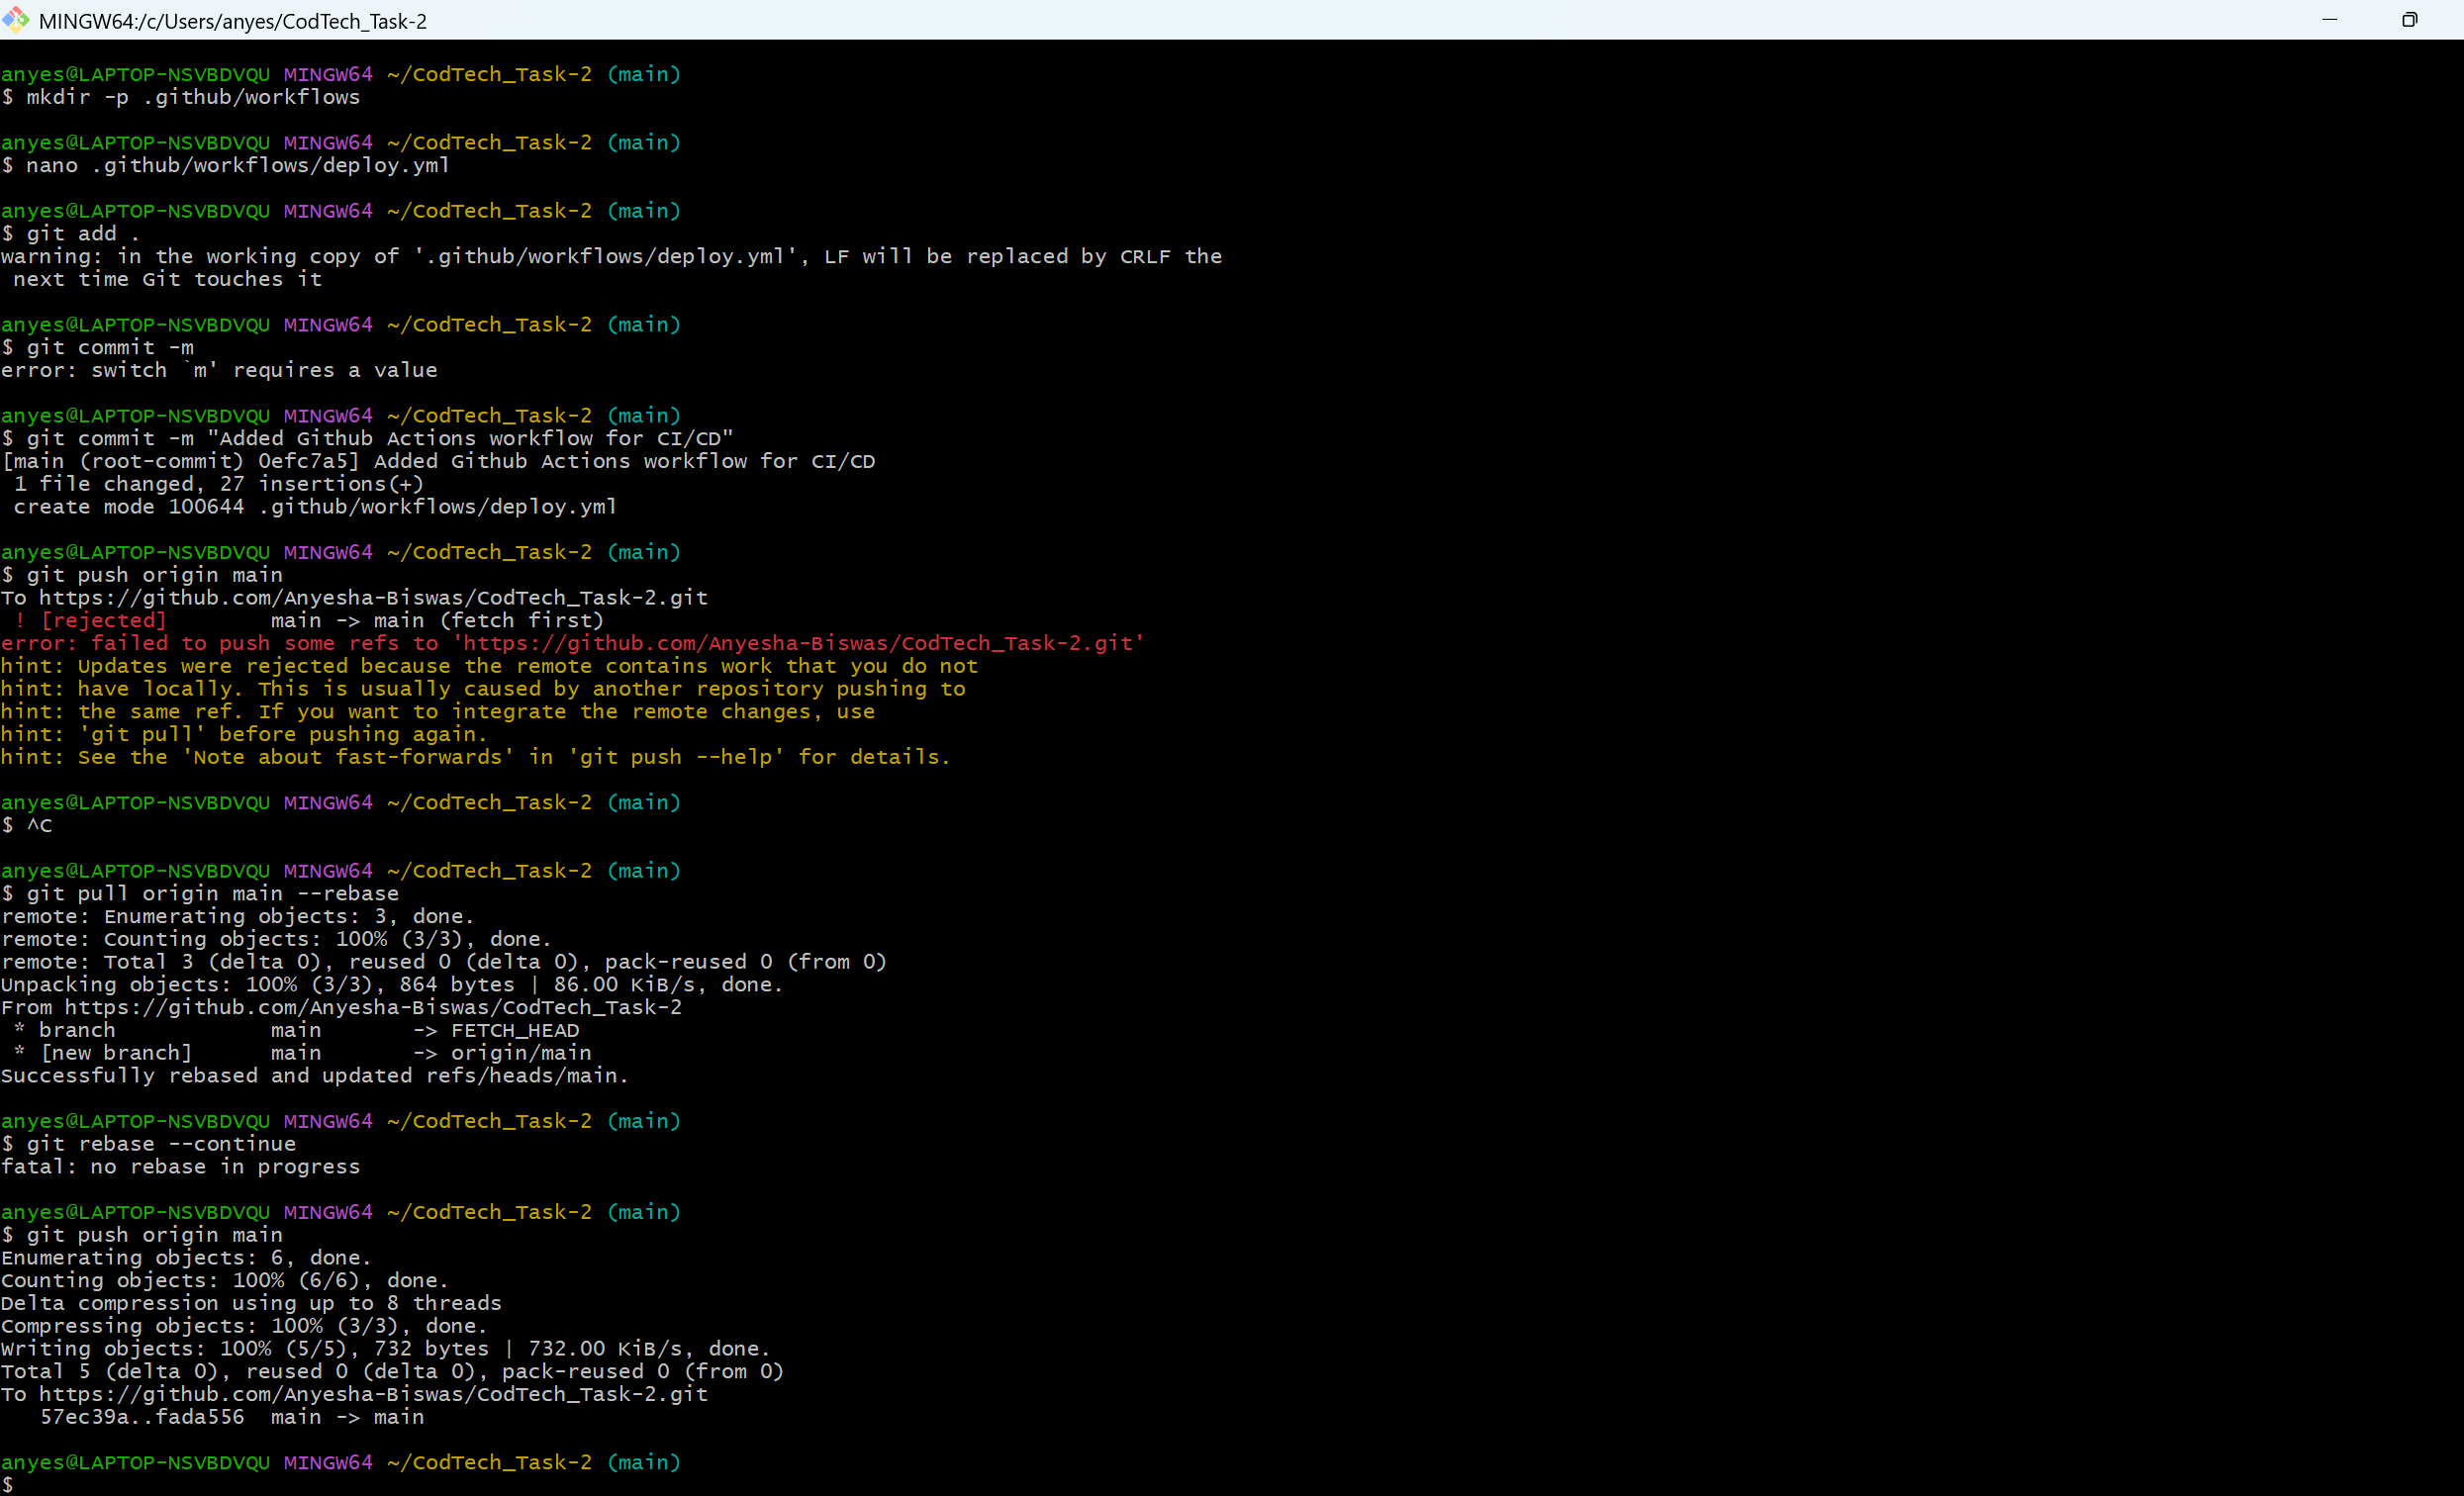 MINGW64:/c/Users/anyes/CodTech_Task-2
anyes@LAPTOP-NSVBDVQU MINGW64 ~/CodTech_Task-2 (main)
$ mkdir -p .github/workflows
anyes@LAPTOP-NSVBDVQU MINGW64 ~/CodTech_Task-2 (main)
$ nano .github/workflows/deploy.yml
anyes@LAPTOP-NSVBDVQU MINGW64 ~/CodTech_Task-2 (main)
$ git add .
warning: in the working copy of '.github/workflows/deploy.yml', LF will be replaced by CRLF the
 next time Git touches it
anyes@LAPTOP-NSVBDVQU MINGW64 ~/CodTech_Task-2 (main)
$ git commit -m
error: switch `m' requires a value
anyes@LAPTOP-NSVBDVQU MINGW64 ~/CodTech_Task-2 (main)
$ git commit -m "Added Github Actions workflow for CI/CD"
[main (root-commit) 0efc7a5] Added Github Actions workflow for CI/CD
 1 file changed, 27 insertions(+)
 create mode 100644 .github/workflows/deploy.yml
anyes@LAPTOP-NSVBDVQU MINGW64 ~/CodTech_Task-2 (main)
$ git push origin main
To https://github.com/Anyesha-Biswas/CodTech_Task-2.git
 ! [rejected]        main -> main (fetch first)
error: failed to push some refs to 'https://github.com/Anyesha-Biswas/CodTech_Task-2.git'
hint: Updates were rejected because the remote contains work that you do not
hint: have locally. This is usually caused by another repository pushing to
hint: the same ref. If you want to integrate the remote changes, use
hint: 'git pull' before pushing again.
hint: See the 'Note about fast-forwards' in 'git push --help' for details.
anyes@LAPTOP-NSVBDVQU MINGW64 ~/CodTech_Task-2 (main)
$ ^C
anyes@LAPTOP-NSVBDVQU MINGW64 ~/CodTech_Task-2 (main)
$ git pull origin main --rebase
remote: Enumerating objects: 3, done.
remote: Counting objects: 100% (3/3), done.
remote: Total 3 (delta 0), reused 0 (delta 0), pack-reused 0 (from 0)
Unpacking objects: 100% (3/3), 864 bytes | 86.00 KiB/s, done.
From https://github.com/Anyesha-Biswas/CodTech_Task-2
 * branch            main       -> FETCH_HEAD
 * [new branch]      main       -> origin/main
Successfully rebased and updated refs/heads/main.
anyes@LAPTOP-NSVBDVQU MINGW64 ~/CodTech_Task-2 (main)
$ git rebase --continue
fatal: no rebase in progress
anyes@LAPTOP-NSVBDVQU MINGW64 ~/CodTech_Task-2 (main)
$ git push origin main
Enumerating objects: 6, done.
Counting objects: 100% (6/6), done.
Delta compression using up to 8 threads
Compressing objects: 100% (3/3), done.
Writing objects: 100% (5/5), 732 bytes | 732.00 KiB/s, done.
Total 5 (delta 0), reused 0 (delta 0), pack-reused 0 (from 0)
To https://github.com/Anyesha-Biswas/CodTech_Task-2.git
   57ec39a..fada556  main -> main
anyes@LAPTOP-NSVBDVQU MINGW64 ~/CodTech_Task-2 (main)
$